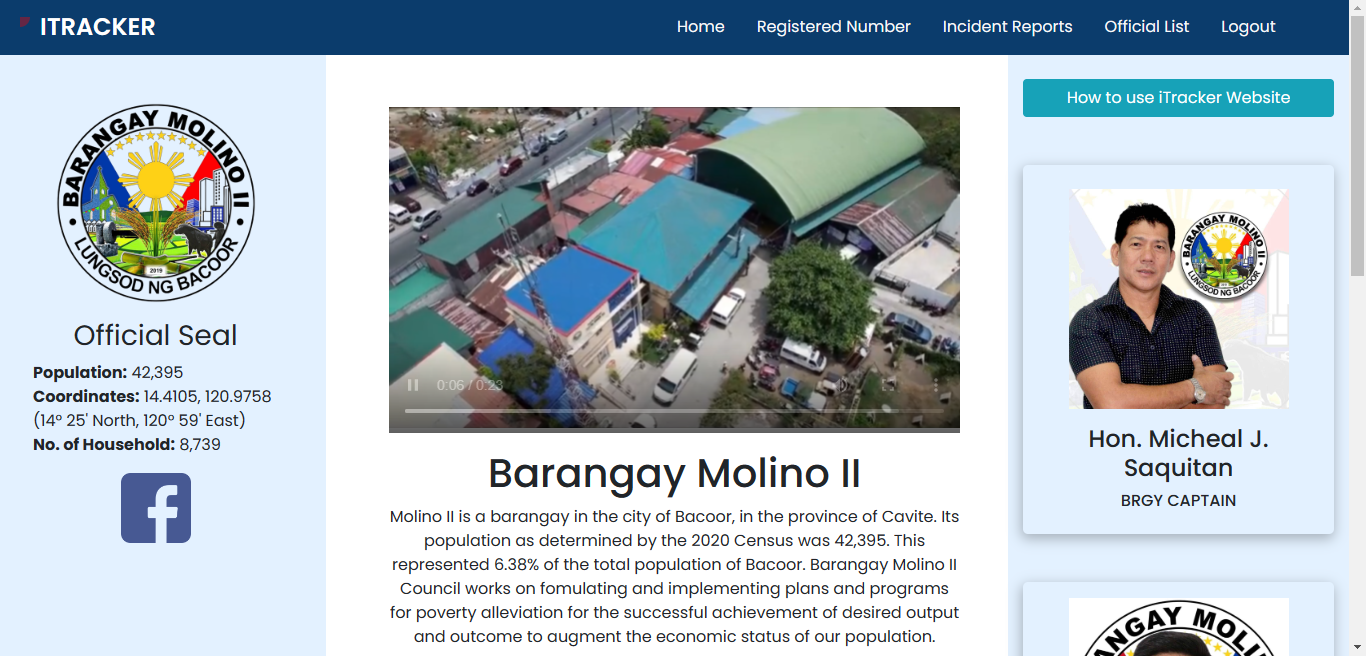 ITRACKER
Home
Registered Number
Incident Reports
Official List
Logout
BARANGAY MOLINO II
2019
LUNGSOD NG BACOOR
Official Seal
Population: 42,395
Coordinates: 14.4105, 120.9758
(14° 25' North, 120° 59' East)
No. of Household: 8,739
0:06 / 0:23
Barangay Molino II
Molino II is a barangay in the city of Bacoor, in the province of Cavite. Its
population as determined by the 2020 Census was 42,395. This
represented 6.38% of the total population of Bacoor. Barangay Molino II
Council works on fomulating and implementing plans and programs
for poverty alleviation for the successful achievement of desired output
and outcome to augment the economic status of our population.
How to use iTracker Website
BARANGAY MOLINO II
LUNGSOD NG BACOOR
Hon. Micheal J.
Saquitan
BRGY CAPTAIN